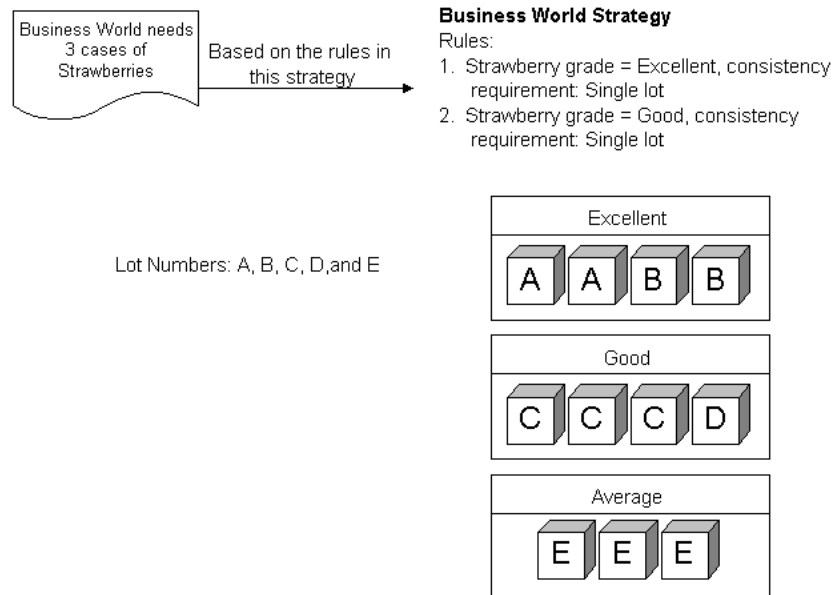 Business World needs
3 cases of
Strawberries
Based on the rules in
this strategy
Business World Strategy
Rules:
1. Strawberry grade = Excellent, consistency
requirement: Single lot
2. Strawberry grade = Good, consistency
requirement: Single lot
Lot Numbers: A, B, C, D,and E
Excellent
A A B B
Good
C C C D
Average
E E E